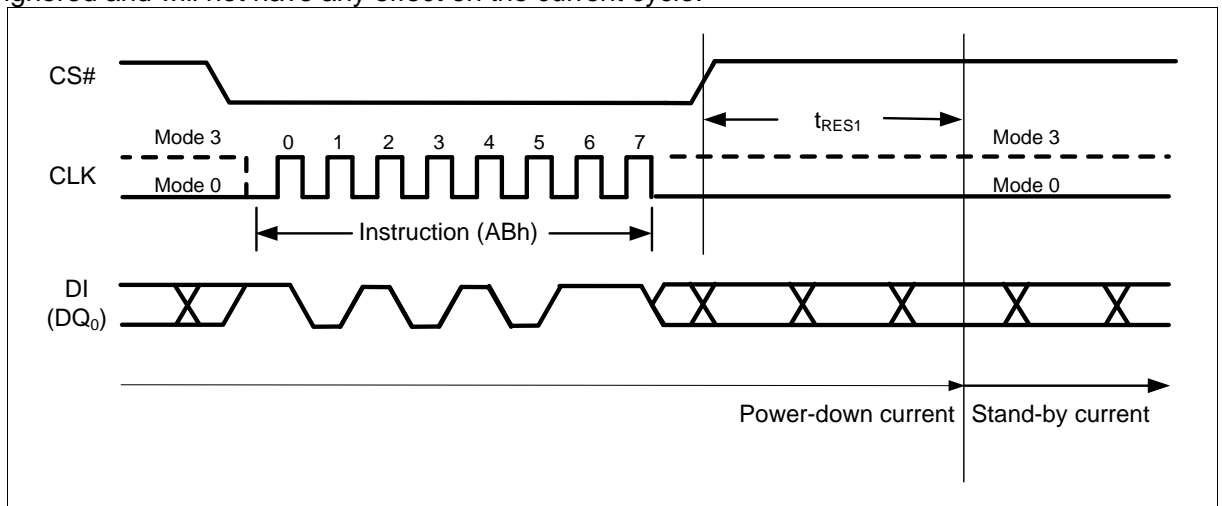 ignored and will not have any effect on the current cycle.
CS#
tRES1
Mode 3
0 1 2 3 4 5 6 7
Mode 3
CLK
Mode 0
Mode 0
Instruction (ABh)
DI
(DQ0)
Power-down current
Stand-by current